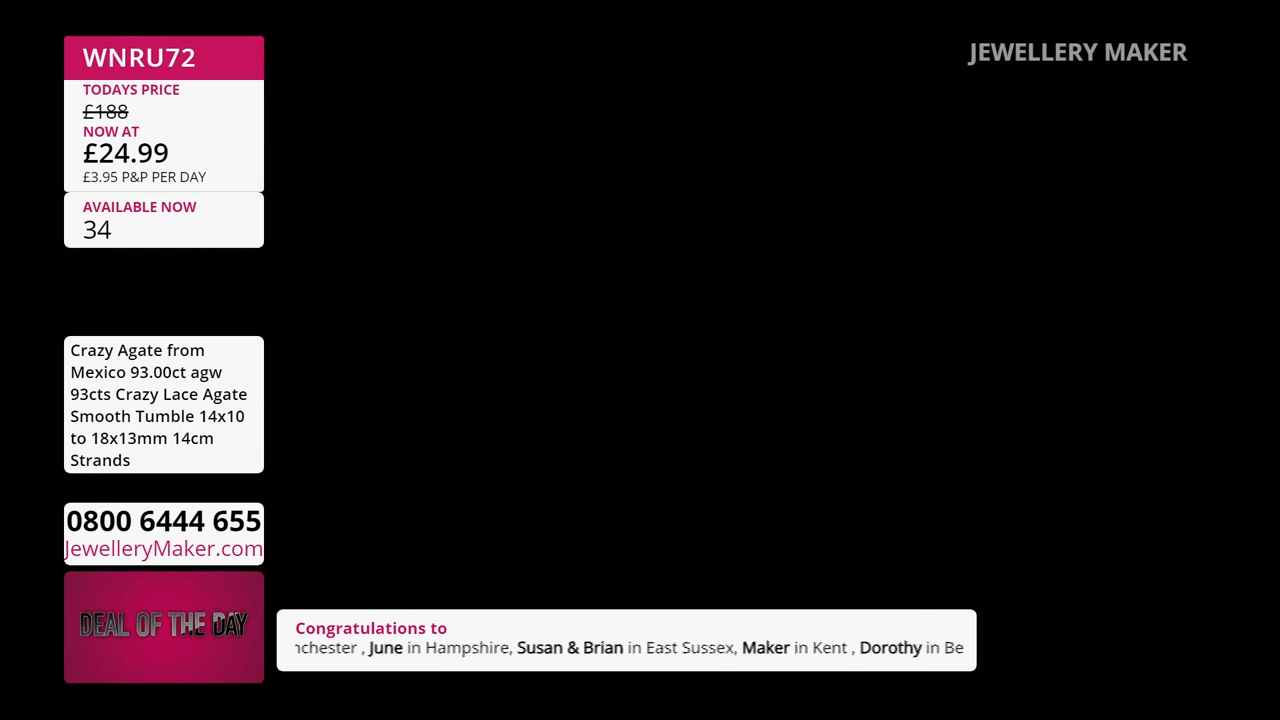 WNRU72
JEWELLERY MAKER
TODAYS PRICE
£188
NOW AT
£24.99
£3.95 P&P PER DAY
AVAILABLE NOW
34
Crazy Agate from
Mexico 93.00ct agw
93cts Crazy Lace Agate
Smooth Tumble 14x10
to 18x13mm 14cm
Strands
0800 6444 655
JewelleryMaker.com
DEAL OF THE DAY
Congratulations to
nchester , June in Hampshire, Susan & Brian in East Sussex, Maker in Kent , Dorothy in Be